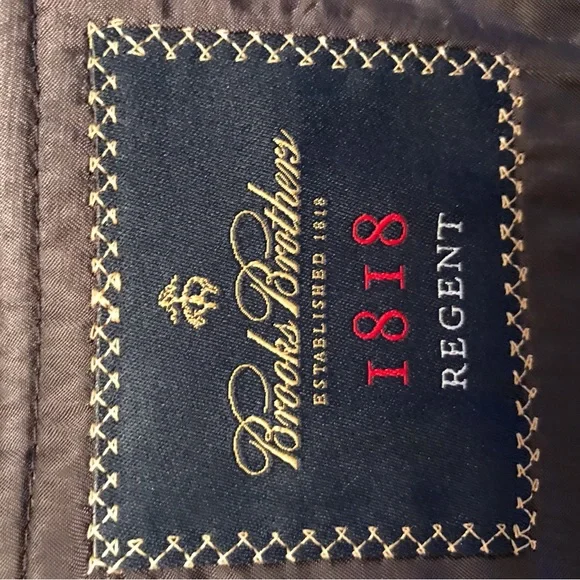 Brooks Brothers
ESTABLISHED 1818
1818
REGENT